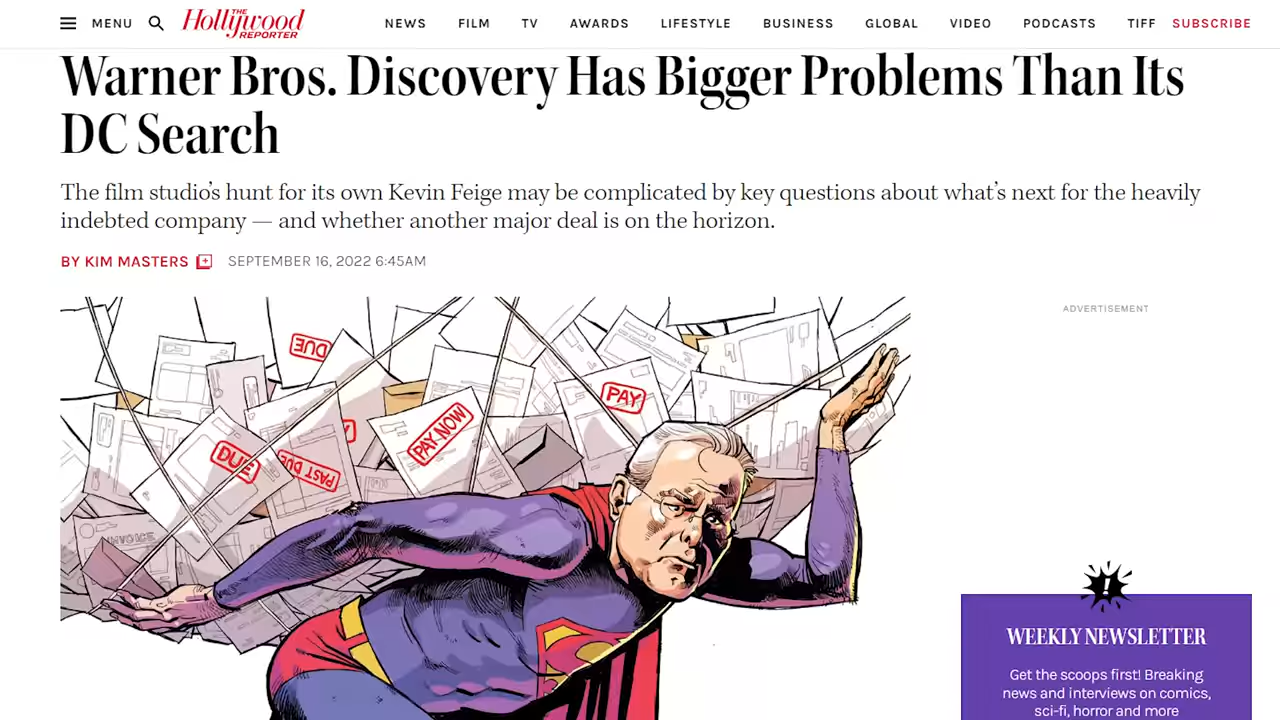 MENU
THE
Hollywood
REPORTER
NEWS FILM TV AWARDS LIFESTYLE BUSINESS GLOBAL VIDEO PODCASTS TIFF SUBSCRIBE
Warner Bros. Discovery Has Bigger Problems Than Its
DC Search
The film studio's hunt for its own Kevin Feige may be complicated by key questions about what's next for the heavily
indebted company — and whether another major deal is on the horizon.
BY KIM MASTERS SEPTEMBER 16, 2022 6:45AM
ADVERTISEMENT
DUE
PAY
PAY NOW
DUE
PAST DUE
INVOICE
WEEKLY NEWSLETTER
Get the scoops first! Breaking
news and interviews on comics,
sci-fi, horror and more